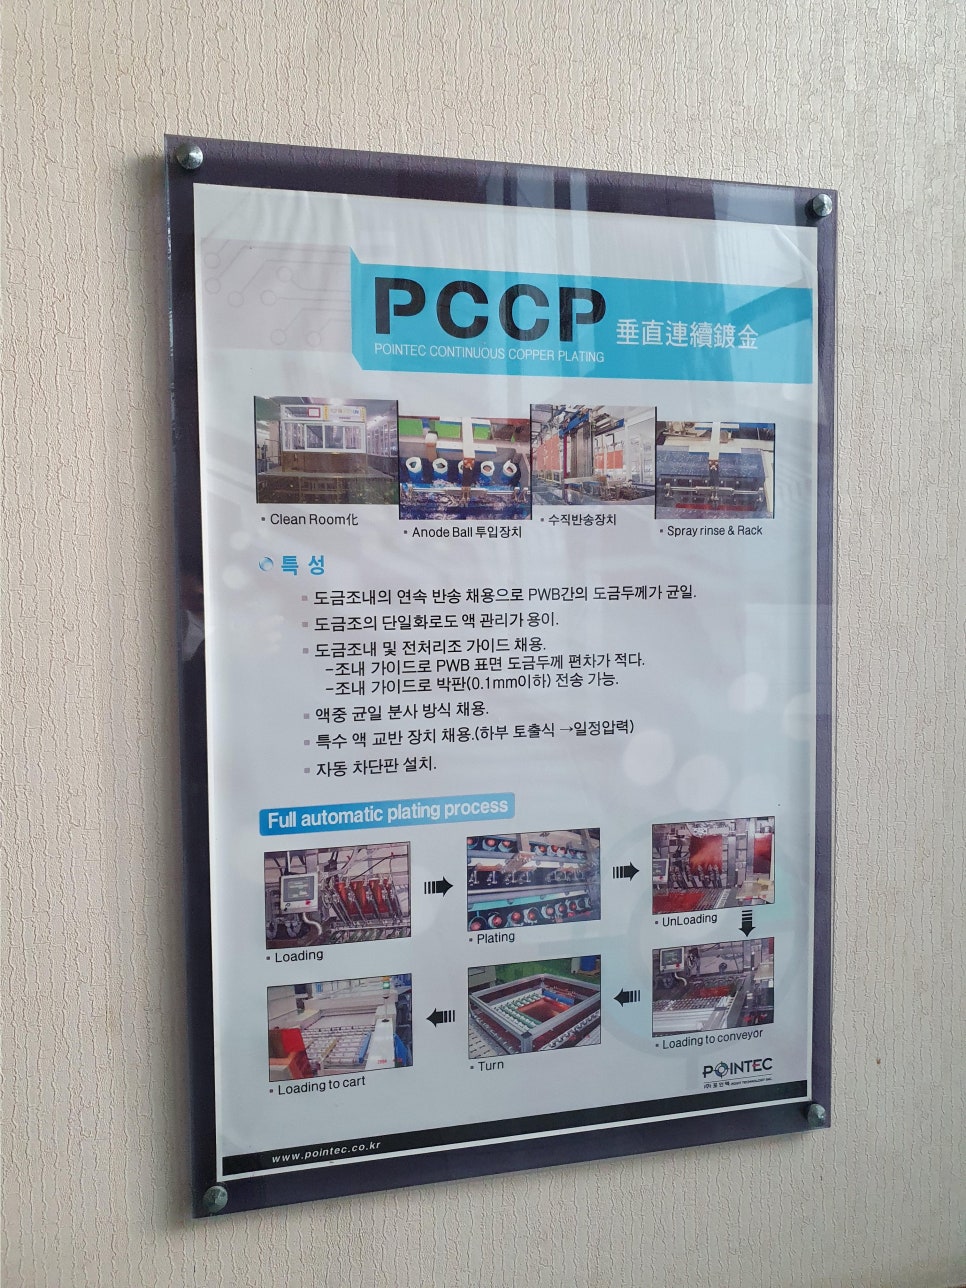 PCCP 垂直連續鍍金
POINTEC CONTINUOUS COPPER PLATING
▪ Clean Room化
▪ Anode Ball 투입장치
▪ 수직반송장치
▪ Spray rinse & Rack
특 성
▪ 도금조내의 연속 반송 채용으로 PWB간의 도금두께가 균일.
▪ 도금조의 단일화로도 액 관리가 용이.
▪ 도금조내 및 전처리조 가이드 채용.
-조내 가이드로 PWB 표면 도금두께 편차가 적다.
-조내 가이드로 박판(0.1mm이하) 전송 가능.
▪ 액중 균일 분사 방식 채용.
▪ 특수 액 교반 장치 채용.(하부 토출식 →일정압력)
▪ 자동 차단판 설치.
Full automatic plating process
▪ Loading
▪ Plating
▪ UnLoading
▪ Loading to conveyor
▪ Turn
▪ Loading to cart
POINTEC
(주) 포인텍
www.pointec.co.kr